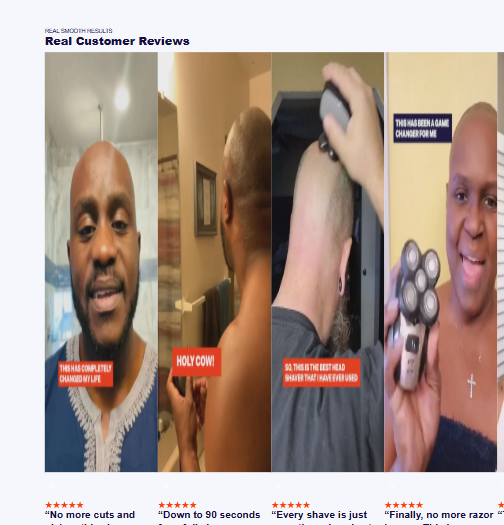 REAL SMOOTH RESULTS
Real Customer Reviews
THIS HAS BEEN A GAME
CHANGER FOR ME
THIS HAS COMPLETELY
CHANGED MY LIFE
HOLY COW!
SO, THIS IS THE BEST HEAD
SHAVER THAT I HAVE EVER USED
★★★★★ ★★★★★ ★★★★★ ★★★★★
“No more cuts and “Down to 90 seconds “Every shave is just “Finally, no more razor